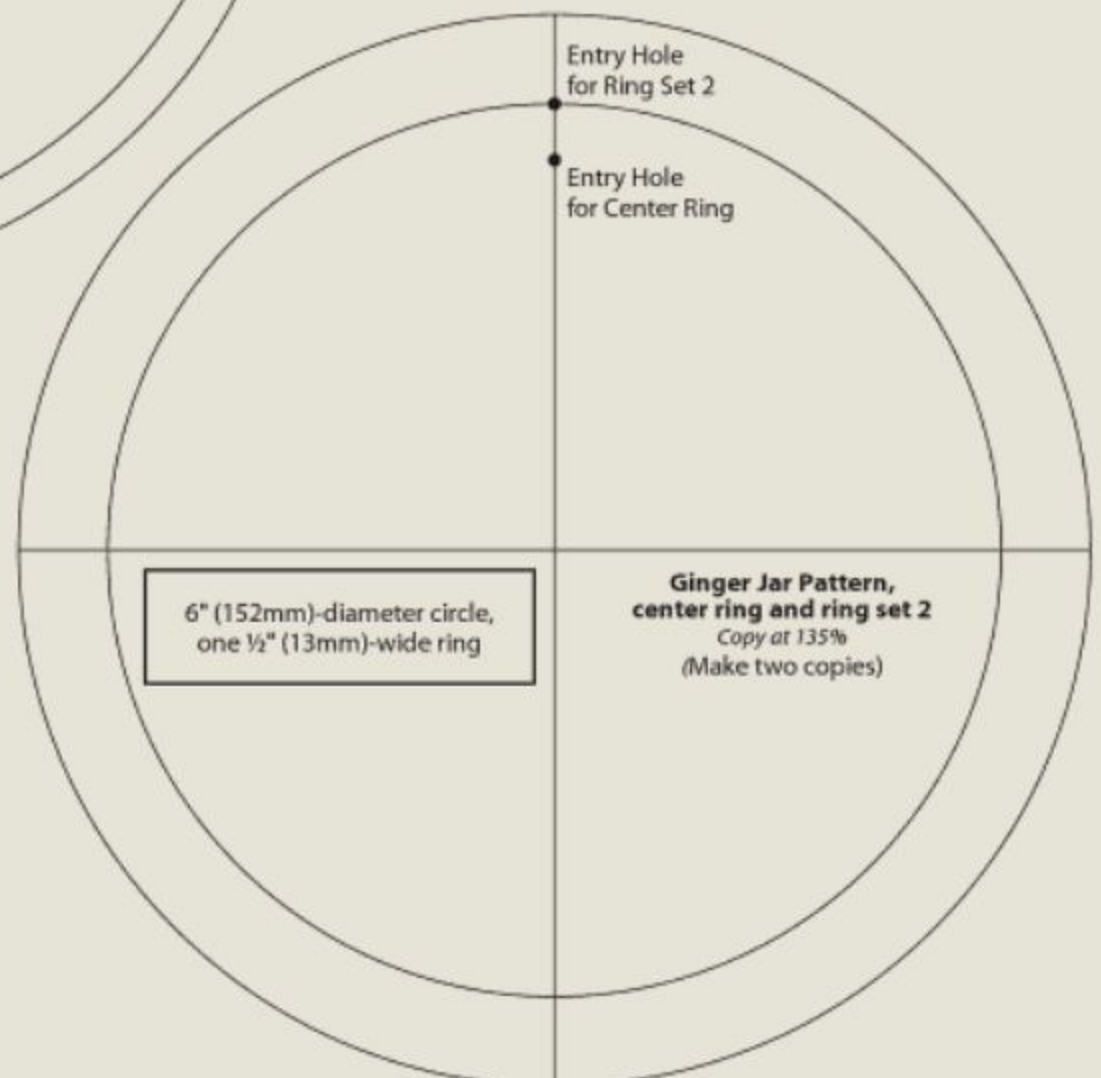 Entry Hole
for Ring Set 2
Entry Hole
for Center Ring
6" (152mm)-diameter circle,
one ½" (13mm)-wide ring
Ginger Jar Pattern,
center ring and ring set 2
Copy at 135%
(Make two copies)